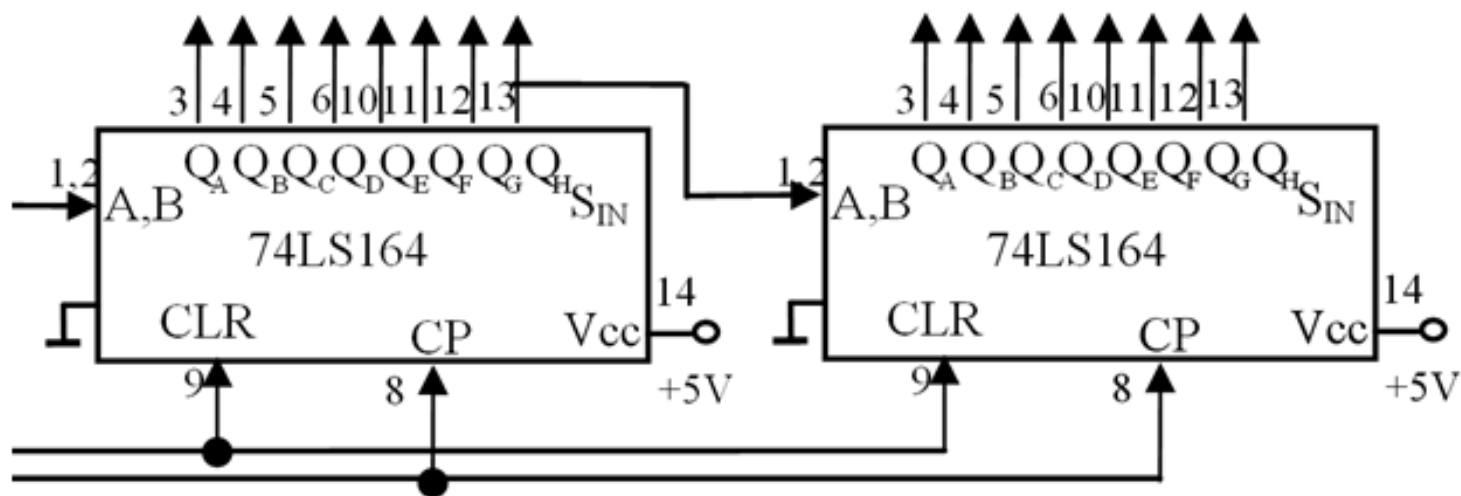 3 4 5 6 10 11 12 13
3 4 5 6 10 11 12 13
1,2
QA QB QC QD QE QF QG QH
1,2
QA QB QC QD QE QF QG QH
A,B
SIN
A,B
SIN
74LS164
74LS164
14
14
CLR
CP
Vcc
CLR
CP
Vcc
9
8
+5V
9
8
+5V